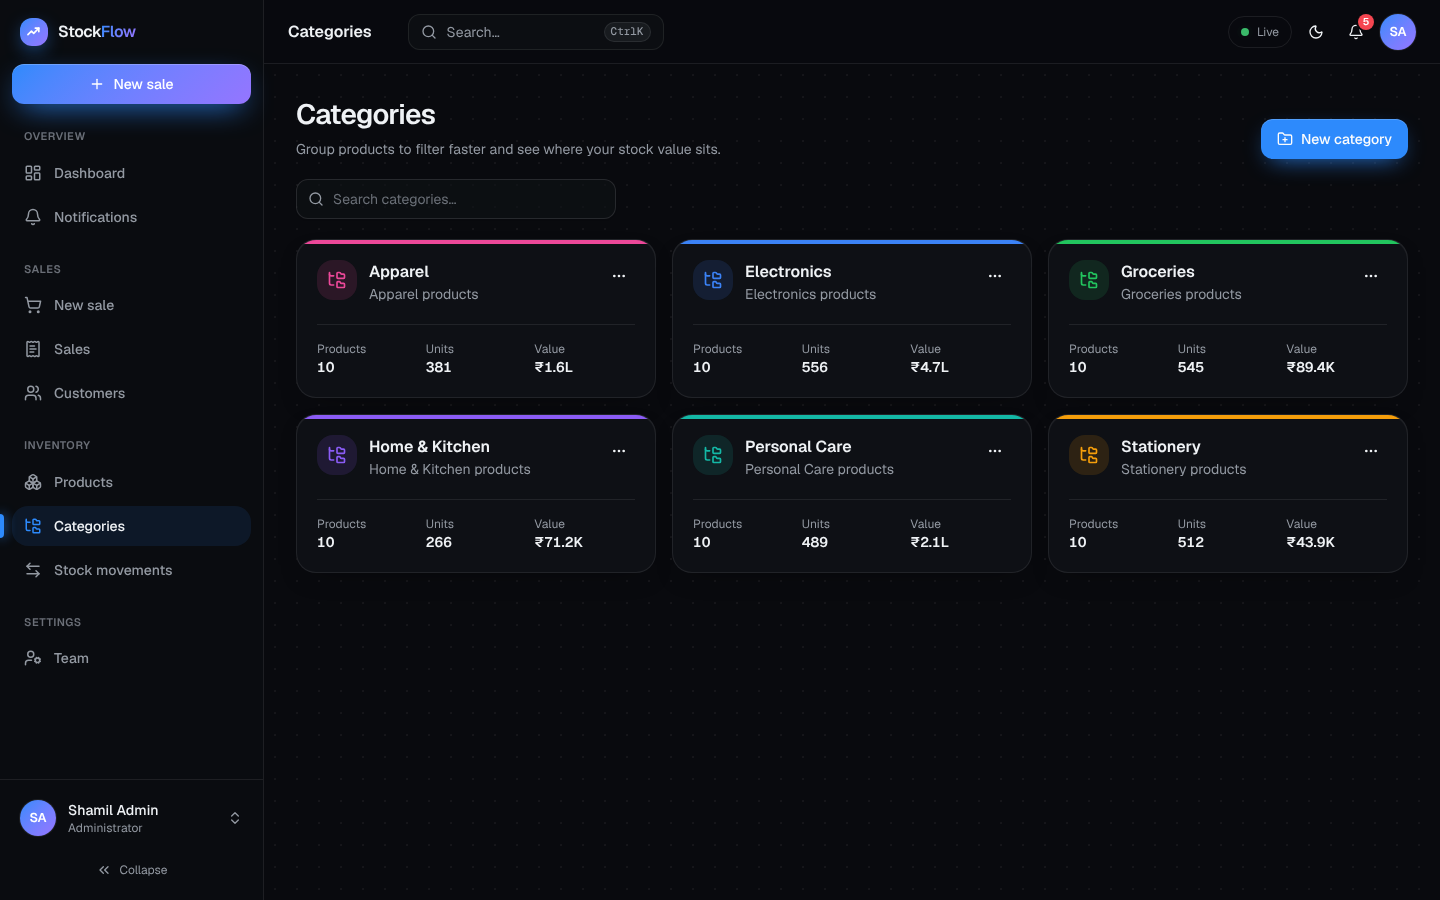 StockFlow
New sale
OVERVIEW
Dashboard
Notifications
SALES
New sale
Sales
Customers
INVENTORY
Products
Categories
Stock movements
SETTINGS
Team
SA
Shamil Admin
Administrator
Collapse
Categories
Search...
CtrlK
Live
5
SA
Categories
Group products to filter faster and see where your stock value sits.
New category
Search categories...
Apparel
Apparel products
Products Units Value
10 381 ₹1.6L
Electronics
Electronics products
Products Units Value
10 556 ₹4.7L
Groceries
Groceries products
Products Units Value
10 545 ₹89.4K
Home & Kitchen
Home & Kitchen products
Products Units Value
10 266 ₹71.2K
Personal Care
Personal Care products
Products Units Value
10 489 ₹2.1L
Stationery
Stationery products
Products Units Value
10 512 ₹43.9K